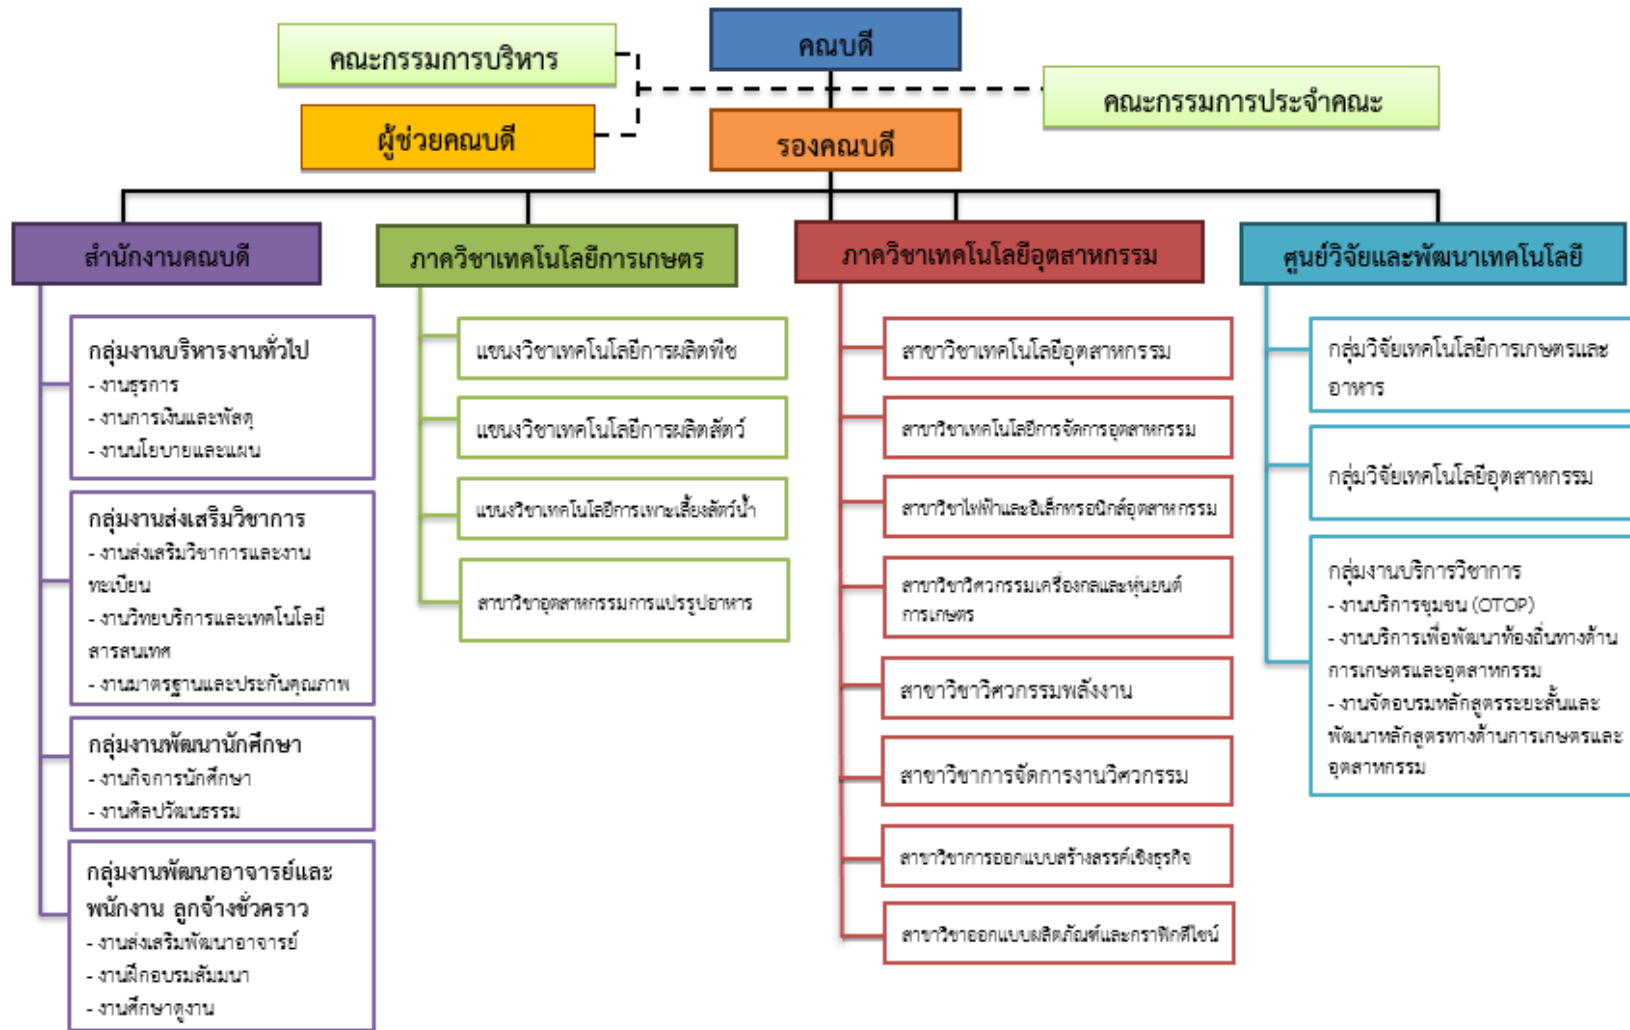 คณบดี
คณะกรรมการบริหาร
คณะกรรมการประจำคณะ
ผู้ช่วยคณบดี
รองคณบดี
สำนักงานคณบดี
กลุ่มงานบริหารงานทั่วไป
- งานธุรการ
- งานการเงินและพัสดุ
- งานนโยบายและแผน
กลุ่มงานส่งเสริมวิชาการ
- งานส่งเสริมวิชาการและงาน
ทะเบียน
- งานวิทยบริการและเทคโนโลยี
สารสนเทศ
- งานมาตรฐานและประกันคุณภาพ
กลุ่มงานพัฒนานักศึกษา
- งานกิจการนักศึกษา
- งานศิลปวัฒนธรรม
กลุ่มงานพัฒนาอาจารย์และ
พนักงาน ลูกจ้างชั่วคราว
- งานส่งเสริมพัฒนาอาจารย์
- งานฝึกอบรมสัมมนา
- งานศึกษาดูงาน
ภาควิชาเทคโนโลยีการเกษตร
แขนงวิชาเทคโนโลยีการผลิตพืช
แขนงวิชาเทคโนโลยีการผลิตสัตว์
แขนงวิชาเทคโนโลยีการเพาะเลี้ยงสัตว์น้ำ
สาขาวิชาอุตสาหกรรมการแปรรูปอาหาร
ภาควิชาเทคโนโลยีอุตสาหกรรม
สาขาวิชาเทคโนโลยีอุตสาหกรรม
สาขาวิชาเทคโนโลยีการจัดการอุตสาหกรรม
สาขาวิชาไฟฟ้าและอิเล็กทรอนิกส์อุตสาหกรรม
สาขาวิชาวิศวกรรมเครื่องกลและหุ่นยนต์
การเกษตร
สาขาวิชาวิศวกรรมพลังงาน
สาขาวิชาการจัดการงานวิศวกรรม
สาขาวิชาการออกแบบสร้างสรรค์เชิงธุรกิจ
สาขาวิชาออกแบบผลิตภัณฑ์และกราฟิกดีไซน์
ศูนย์วิจัยและพัฒนาเทคโนโลยี
กลุ่มวิจัยเทคโนโลยีการเกษตรและ
อาหาร
กลุ่มวิจัยเทคโนโลยีอุตสาหกรรม
กลุ่มงานบริการวิชาการ
- งานบริการชุมชน (OTOP)
- งานบริการเพื่อพัฒนาท้องถิ่นทางด้าน
การเกษตรและอุตสาหกรรม
- งานจัดอบรมหลักสูตรระยะสั้นและ
พัฒนาหลักสูตรทางด้านการเกษตรและ
อุตสาหกรรม